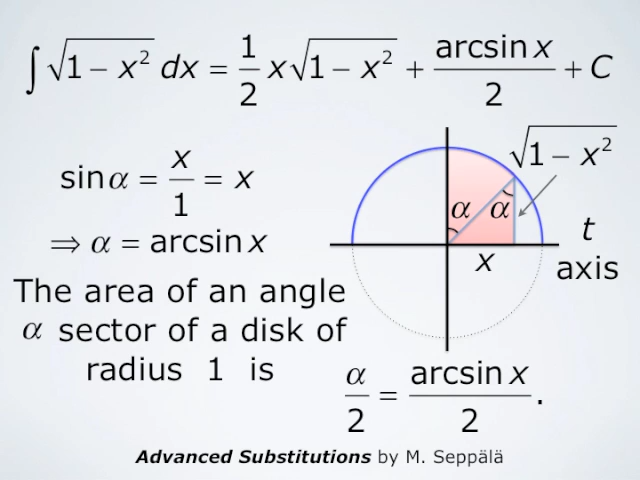 ∫√(1 − x²) dx = 1/2 x√(1 − x²) + arcsin x/2 + C
sin α = x/1 = x
⇒ α = arcsin x
√(1 − x²)
α α
x
t
axis
The area of an angle
α sector of a disk of
radius 1 is
α/2 = arcsin x/2.
Advanced Substitutions by M. Seppälä